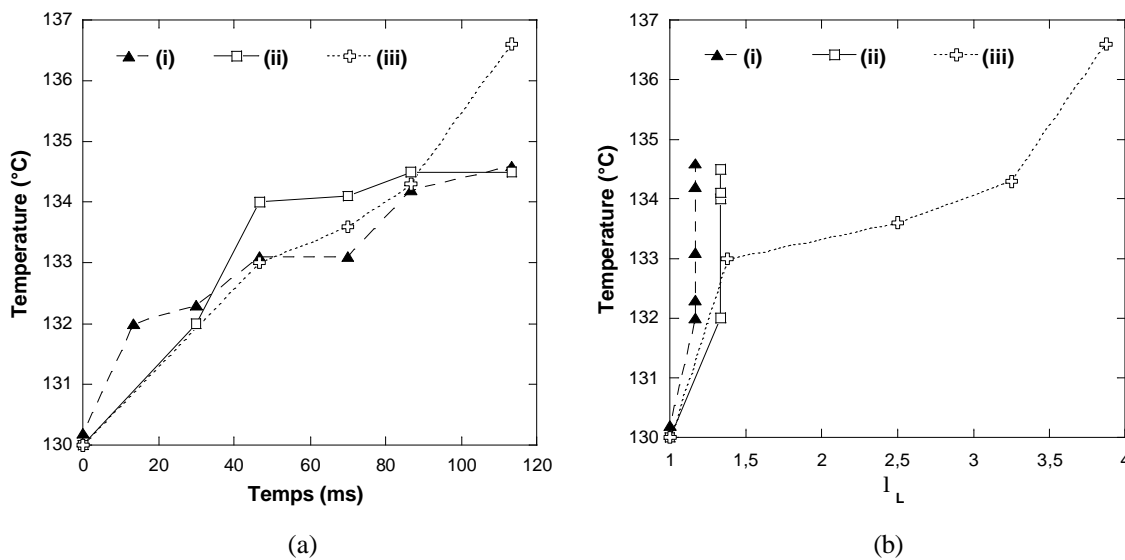 137
136
135
134
133
132
131
130
Temperature (°C)
(i) (ii) (iii)
0 20 40 60 80 100 120
Temps (ms)
(a)
137
136
135
134
133
132
131
130
Temperature (°C)
(i) (ii) (iii)
1 1,5 2 2,5 3 3,5 4
l L
(b)